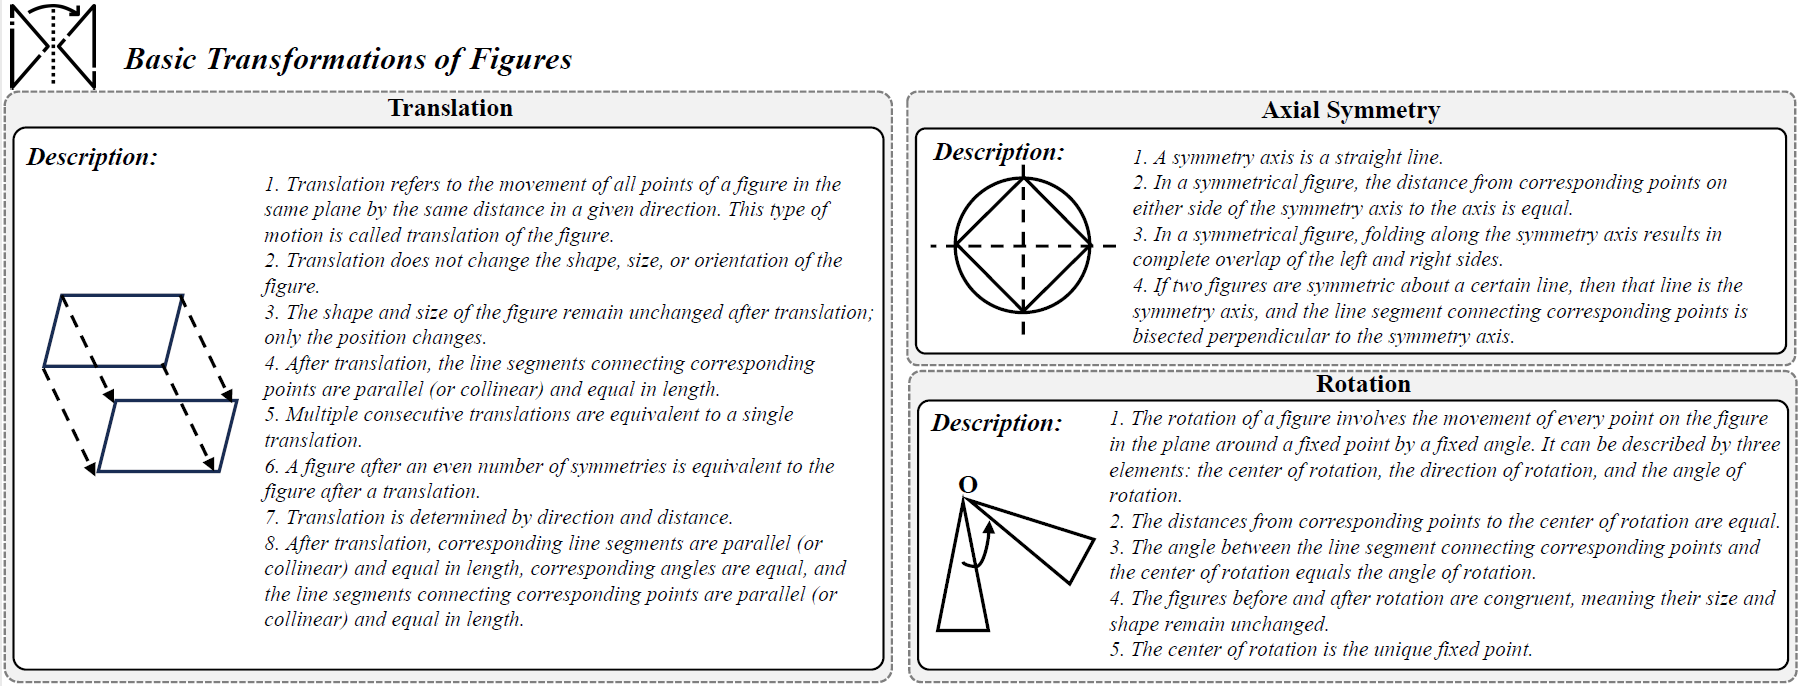 Basic Transformations of Figures
Translation
Description:
1. Translation refers to the movement of all points of a figure in the
same plane by the same distance in a given direction. This type of
motion is called translation of the figure.
2. Translation does not change the shape, size, or orientation of the
figure.
3. The shape and size of the figure remain unchanged after translation;
only the position changes.
4. After translation, the line segments connecting corresponding
points are parallel (or collinear) and equal in length.
5. Multiple consecutive translations are equivalent to a single
translation.
6. A figure after an even number of symmetries is equivalent to the
figure after a translation.
7. Translation is determined by direction and distance.
8. After translation, corresponding line segments are parallel (or
collinear) and equal in length, corresponding angles are equal, and
the line segments connecting corresponding points are parallel (or
collinear) and equal in length.
Axial Symmetry
Description:
1. A symmetry axis is a straight line.
2. In a symmetrical figure, the distance from corresponding points on
either side of the symmetry axis to the axis is equal.
3. In a symmetrical figure, folding along the symmetry axis results in
complete overlap of the left and right sides.
4. If two figures are symmetric about a certain line, then that line is the
symmetry axis, and the line segment connecting corresponding points is
bisected perpendicular to the symmetry axis.
Rotation
Description:
O
1. The rotation of a figure involves the movement of every point on the figure
in the plane around a fixed point by a fixed angle. It can be described by three
elements: the center of rotation, the direction of rotation, and the angle of
rotation.
2. The distances from corresponding points to the center of rotation are equal.
3. The angle between the line segment connecting corresponding points and
the center of rotation equals the angle of rotation.
4. The figures before and after rotation are congruent, meaning their size and
shape remain unchanged.
5. The center of rotation is the unique fixed point.